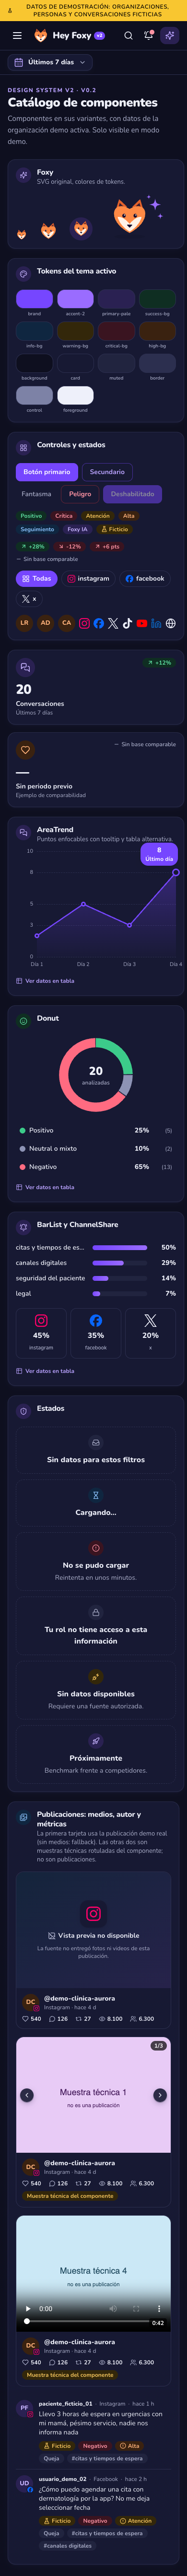 DATOS DE DEMOSTRACIÓN: ORGANIZACIONES,
PERSONAS Y CONVERSACIONES FICTICIAS
Hey Foxy v2
Últimos 7 días
DESIGN SYSTEM V2 · V0.2
Catálogo de componentes
Componentes en sus variantes, con datos de la
organización demo activa. Solo visible en modo
demo.
Foxy
SVG original, colores de tokens.
Tokens del tema activo
brand accent-2 primary-pale success-bg
info-bg warning-bg critical-bg high-bg
background card muted border
control foreground
Controles y estados
Botón primario Secundario
Fantasma Peligro Deshabilitado
Positivo Crítica Atención Alta
Seguimiento Foxy IA Ficticio
+28% -12% +6 pts
Sin base comparable
Todas instagram facebook
x
LR AD CA
+12%
20
Conversaciones
Últimos 7 días
Sin base comparable
—
Sin periodo previo
Ejemplo de comparabilidad
AreaTrend
Puntos enfocables con tooltip y tabla alternativa
8
Último día
10
8
5
3
0
Día 1 Día 2 Día 3 Día 4
Ver datos en tabla
Donut
20
analizadas
Positivo 25% (5)
Neutral o mixto 10% (2)
Negativo 65% (13)
Ver datos en tabla
BarList y ChannelShare
citas y tiempos de es... 50%
canales digitales 29%
seguridad del paciente 14%
legal 7%
45% 35% 20%
instagram facebook x
Ver datos en tabla
Estados
Sin datos para estos filtros
Cargando...
No se pudo cargar
Reintenta en unos minutos.
Tu rol no tiene acceso a esta
información
Sin datos disponibles
Requiere una fuente autorizada.
Próximamente
Benchmark frente a competidores.
Publicaciones: medios, autor y
métricas
La primera tarjeta usa la publicación demo real
(sin medios: fallback). Las otras dos son
muestras técnicas rotuladas del componente;
no son publicaciones.
Vista previa no disponible
La fuente no entregó fotos ni videos de esta
publicación.
DC @demo-clinica-aurora
Instagram · hace 4 d
540 126 27 8.100 6.300
1/3
Muestra técnica 1
no es una publicación
DC @demo-clinica-aurora
Instagram · hace 4 d
540 126 27 8.100 6.300
Muestra técnica del componente
Muestra técnica 4
no es una publicación
0:00
0:42
DC @demo-clinica-aurora
Instagram · hace 4 d
540 126 27 8.100 6.300
Muestra técnica del componente
PF paciente_ficticio_01 · Instagram · hace 1 h
Llevo 3 horas de espera en urgencias con
mi mamá, pésimo servicio, nadie nos
informa nada
Ficticio Negativo Alta
Queja #citas y tiempos de espera
UD usuario_demo_02 · Facebook · hace 2 h
¿Cómo puedo agendar una cita con
dermatología por la app? No me deja
seleccionar fecha
Ficticio Negativo Atención
Queja #citas y tiempos de espera
#canales digitales